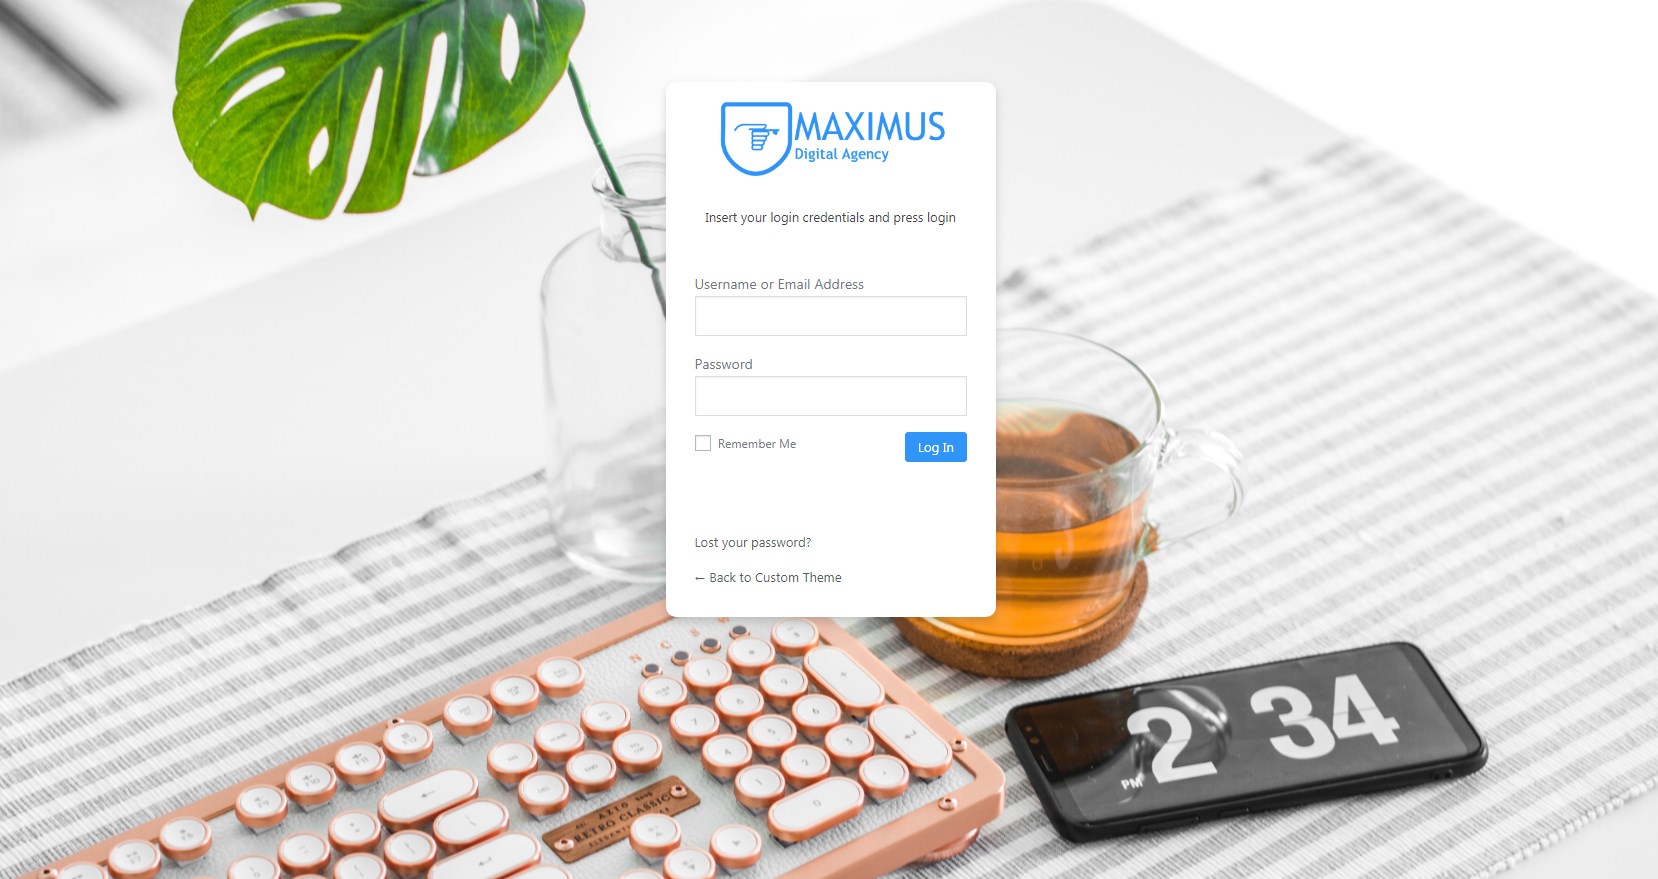 MAXIMUS
Digital Agency
Insert your login credentials and press login
Username or Email Address
Password
Remember Me
Log In
Lost your password?
← Back to Custom Theme
PM 2 34
RETRO CLASSIC